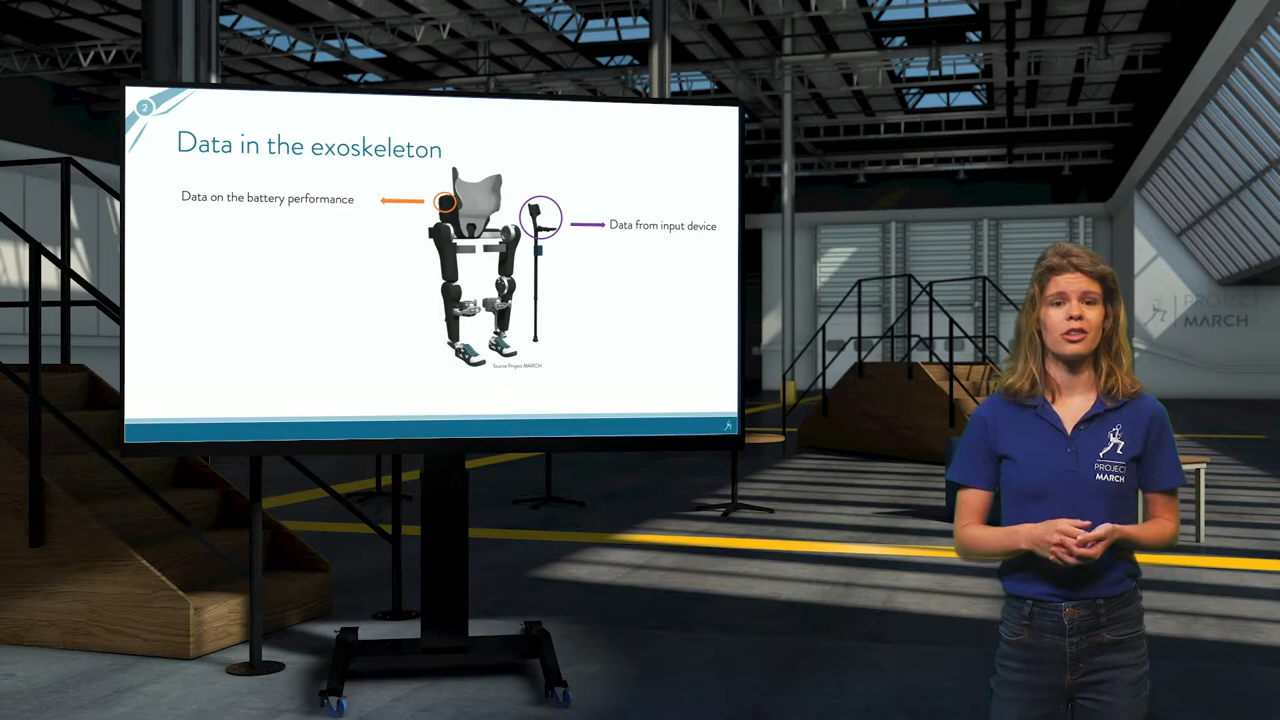 2
Data in the exoskeleton
Data on the battery performance
Data from input device
Source Project MARCH
PROJECT
MARCH
PROJECT
MARCH